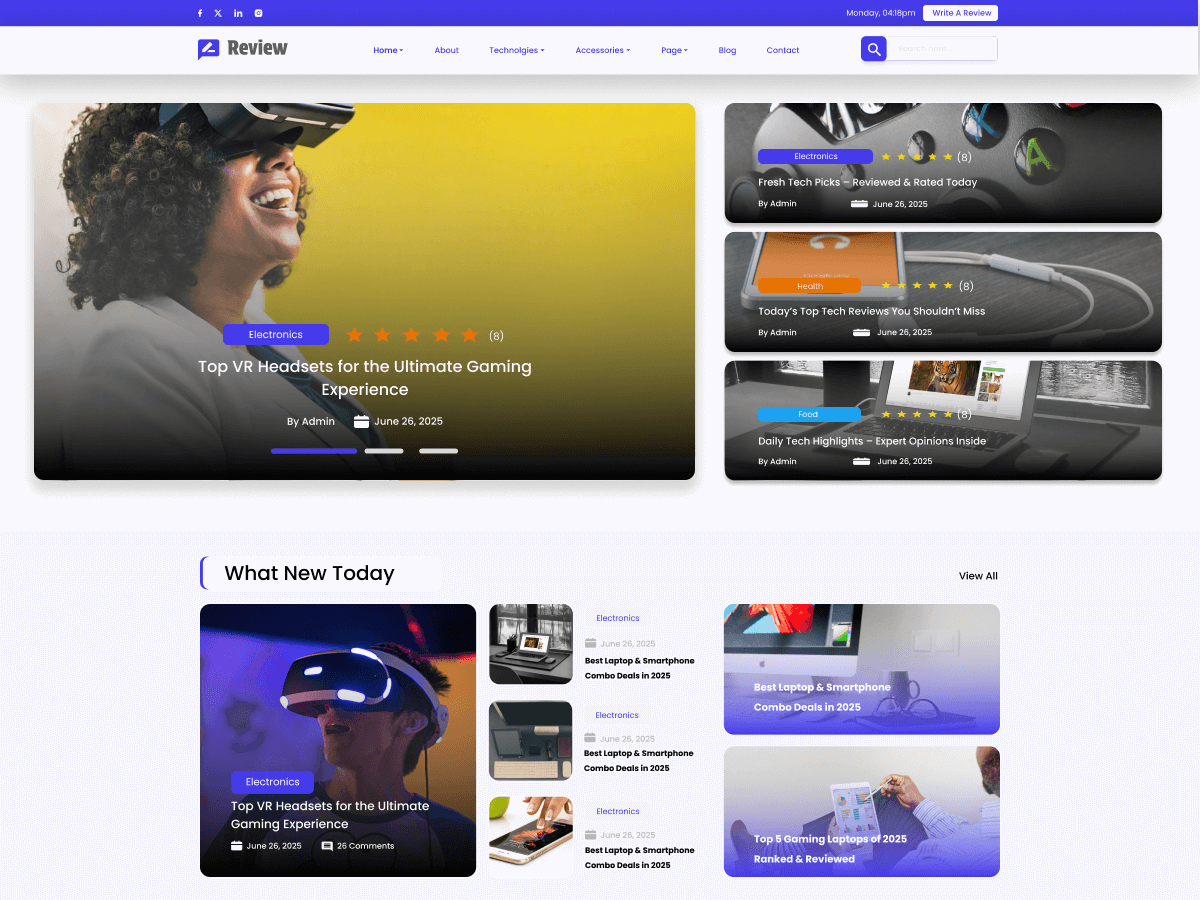 Monday, 04:18pm
Write A Review
Review
Home
About
Technolgies
Accessories
Page
Blog
Contact
Search here...
Electronics
(8)
Top VR Headsets for the Ultimate Gaming
Experience
By Admin
June 26, 2025
Electronics
(8)
Fresh Tech Picks – Reviewed & Rated Today
By Admin
June 26, 2025
Health
(8)
Today's Top Tech Reviews You Shouldn't Miss
By Admin
June 26, 2025
Food
(8)
Daily Tech Highlights – Expert Opinions Inside
By Admin
June 26, 2025
What New Today
View All
Electronics
Top VR Headsets for the Ultimate
Gaming Experience
June 26, 2025
26 Comments
Electronics
June 26, 2025
Best Laptop & Smartphone
Combo Deals in 2025
Electronics
June 26, 2025
Best Laptop & Smartphone
Combo Deals in 2025
Electronics
June 26, 2025
Best Laptop & Smartphone
Combo Deals in 2025
Best Laptop & Smartphone
Combo Deals in 2025
Top 5 Gaming Laptops of 2025
Ranked & Reviewed